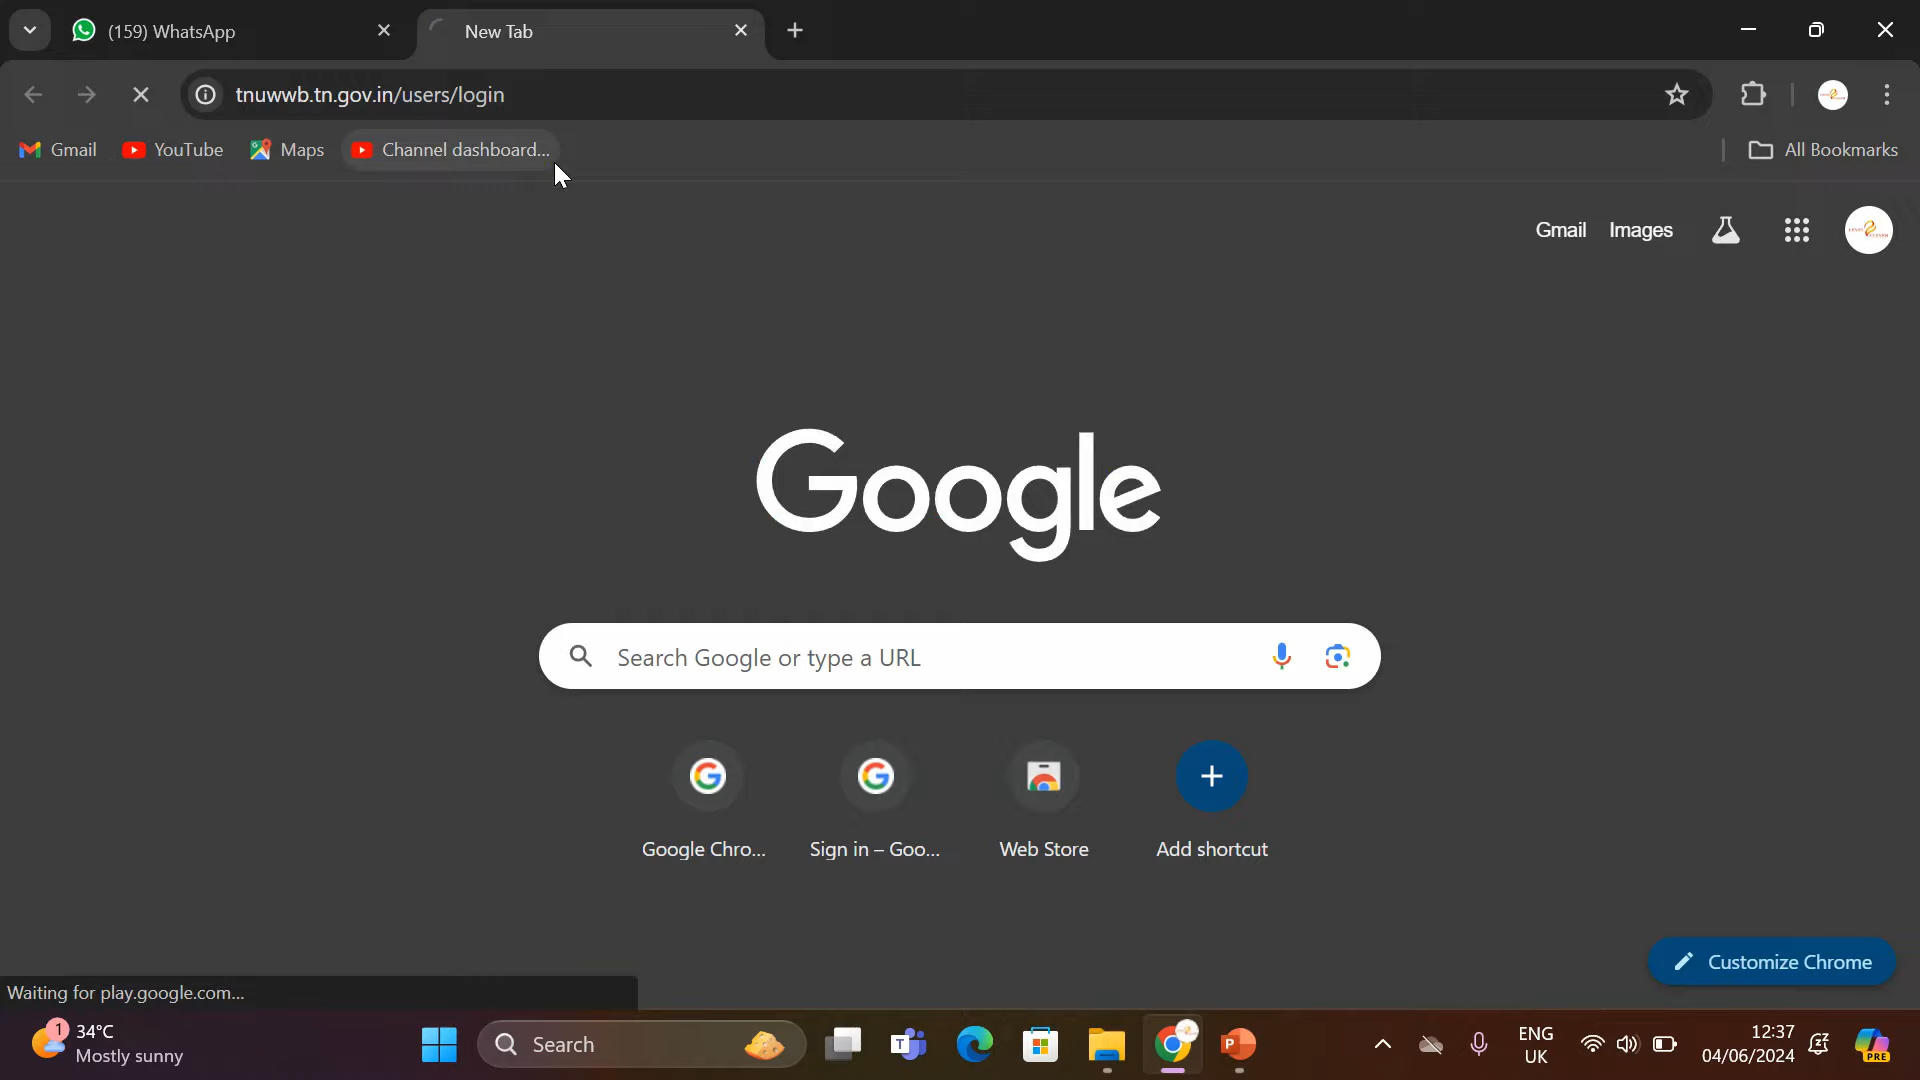 (159) WhatsApp
New Tab
tnuwwb.tn.gov.in/users/login
Gmail
YouTube
Maps
Channel dashboard...
All Bookmarks
Gmail
Images
Google
Search Google or type a URL
Google Chro...
Sign in – Goo...
Web Store
Add shortcut
Customize Chrome
Waiting for play.google.com...
1
34°C
Mostly sunny
Search
ENG
UK
12:37
04/06/2024
PRE